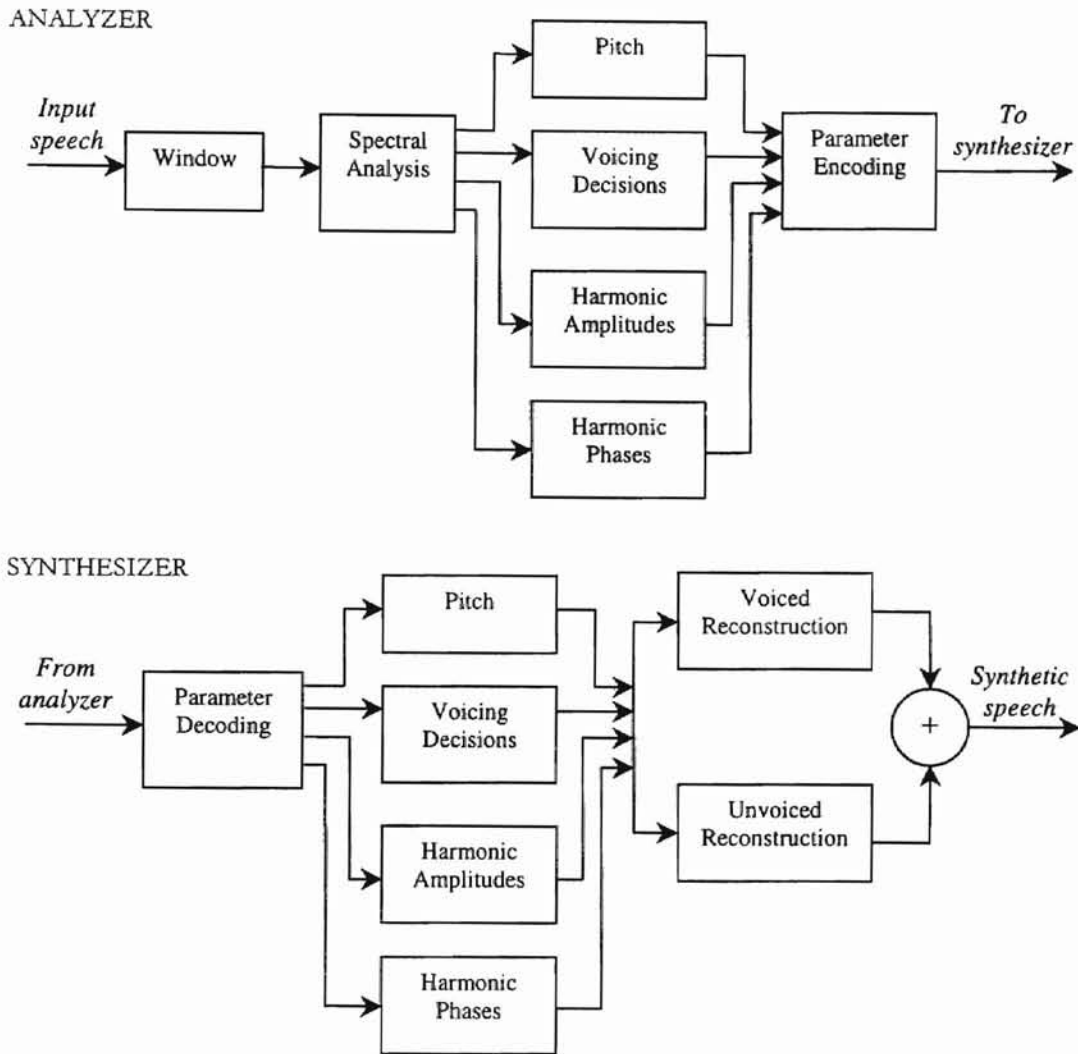 ANALYZER
Input
speech
Window
Spectral
Analysis
Pitch
Voicing
Decisions
Harmonic
Amplitudes
Harmonic
Phases
Parameter
Encoding
To
synthesizer
SYNTHESIZER
From
analyzer
Parameter
Decoding
Pitch
Voicing
Decisions
Harmonic
Amplitudes
Harmonic
Phases
Voiced
Reconstruction
Unvoiced
Reconstruction
+
Synthetic
speech